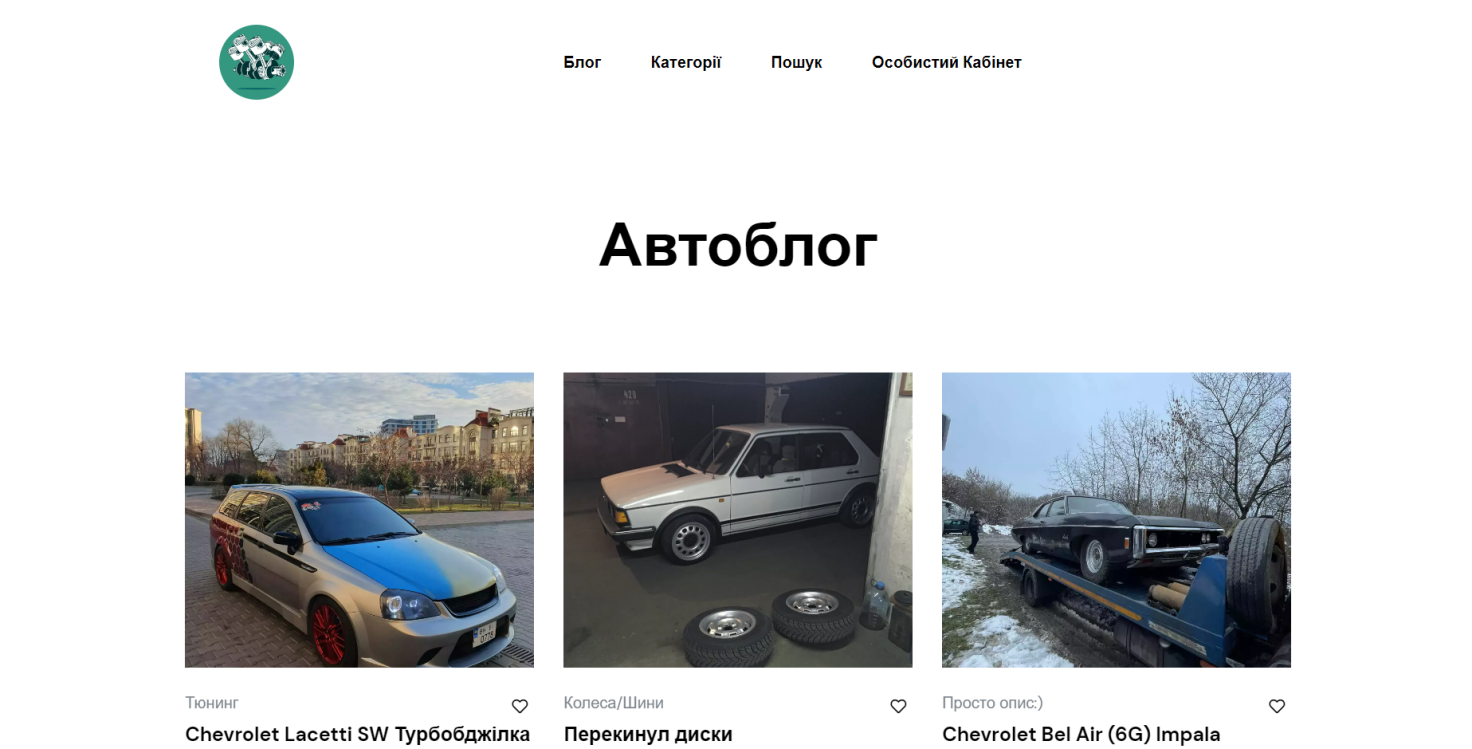 Блог Категорії Пошук Особистий Кабінет
Автоблог
Тюнинг
Chevrolet Lacetti SW Турбобджілка
Колеса/Шини
Перекинул диски
Просто опис:)
Chevrolet Bel Air (6G) Impala